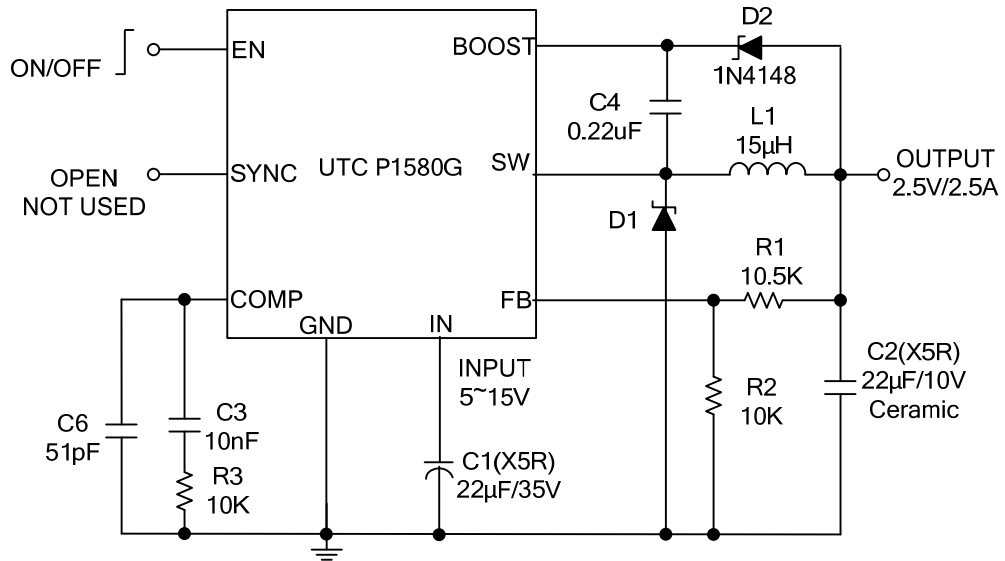 ON/OFF
EN
BOOST
D2
1N4148
C4
0.22uF
L1
15μH
OPEN
NOT USED
SYNC
UTC P1580G
SW
OUTPUT
2.5V/2.5A
D1
R1
10.5K
COMP
FB
GND
IN
INPUT
5~15V
C2(X5R)
22μF/10V
Ceramic
R2
10K
C6
51pF
C3
10nF
R3
10K
C1(X5R)
22μF/35V